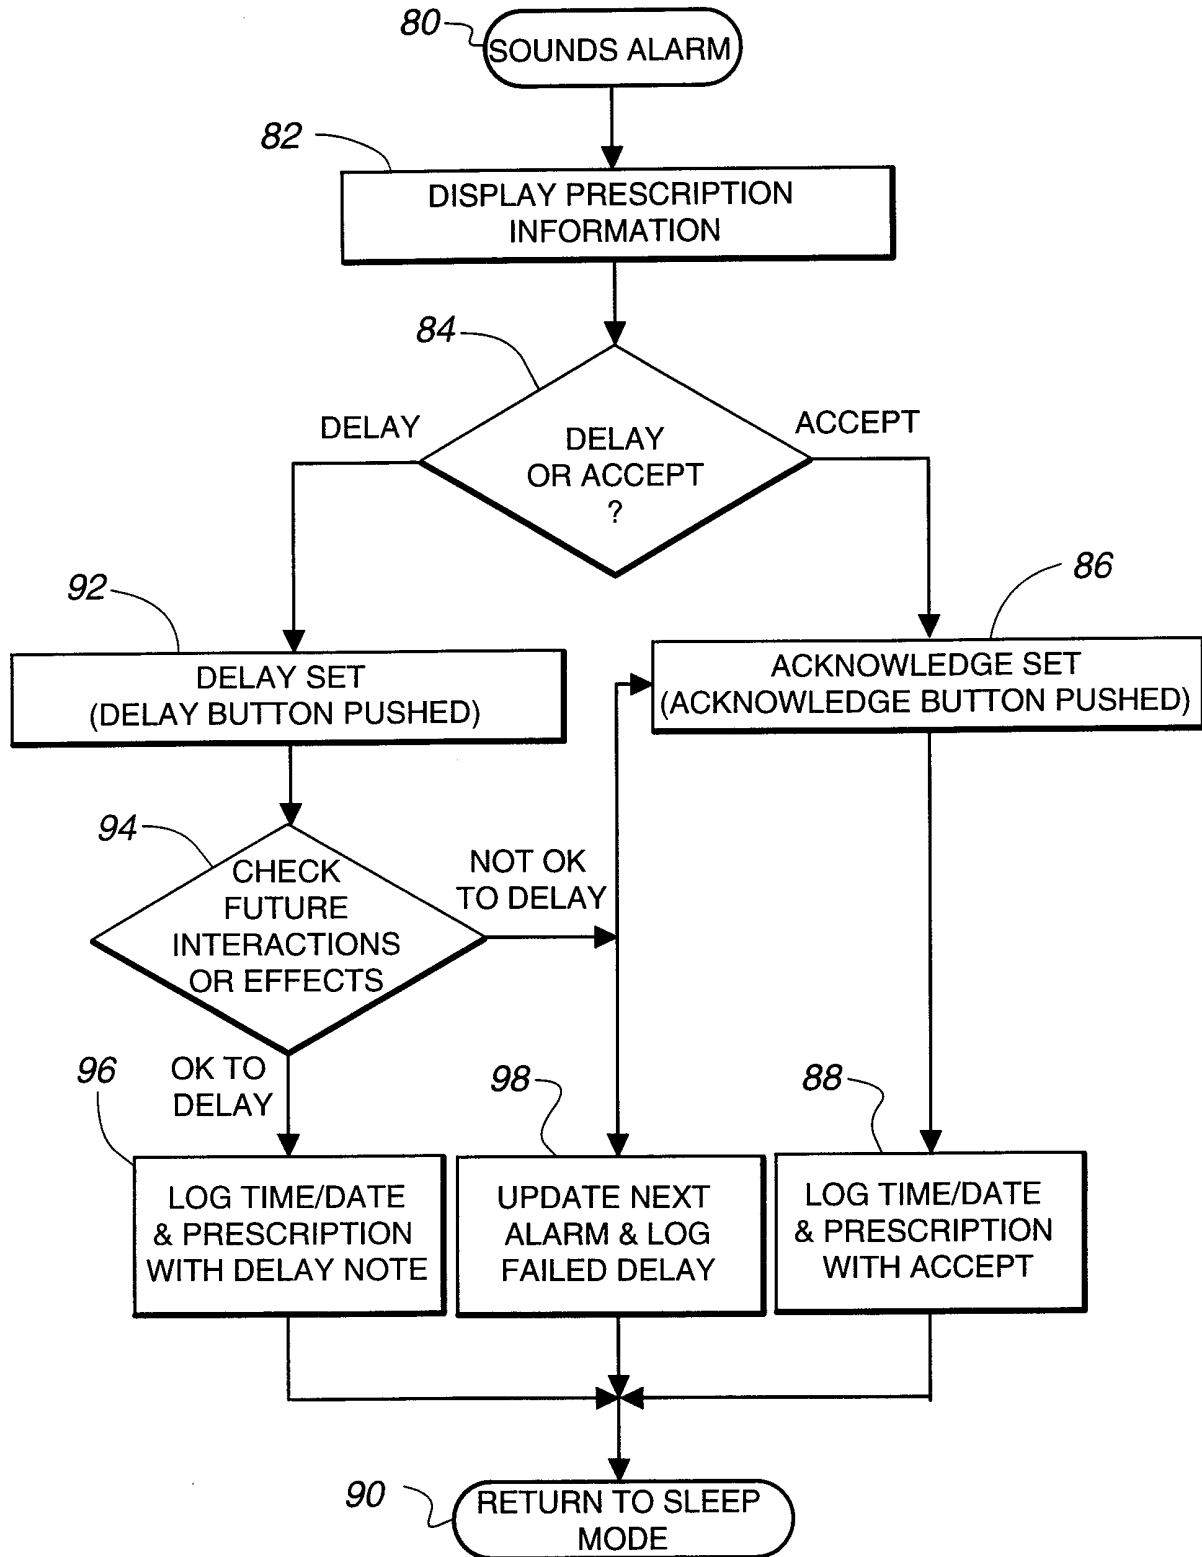 80
SOUNDS ALARM
82
DISPLAY PRESCRIPTION
INFORMATION
84
DELAY
ACCEPT
DELAY
OR ACCEPT
?
92
86
DELAY SET
(DELAY BUTTON PUSHED)
ACKNOWLEDGE SET
(ACKNOWLEDGE BUTTON PUSHED)
94
CHECK
FUTURE
INTERACTIONS
OR EFFECTS
NOT OK
TO DELAY
96
OK TO
DELAY
98
88
LOG TIME/DATE
& PRESCRIPTION
WITH DELAY NOTE
UPDATE NEXT
ALARM & LOG
FAILED DELAY
LOG TIME/DATE
& PRESCRIPTION
WITH ACCEPT
90
RETURN TO SLEEP
MODE